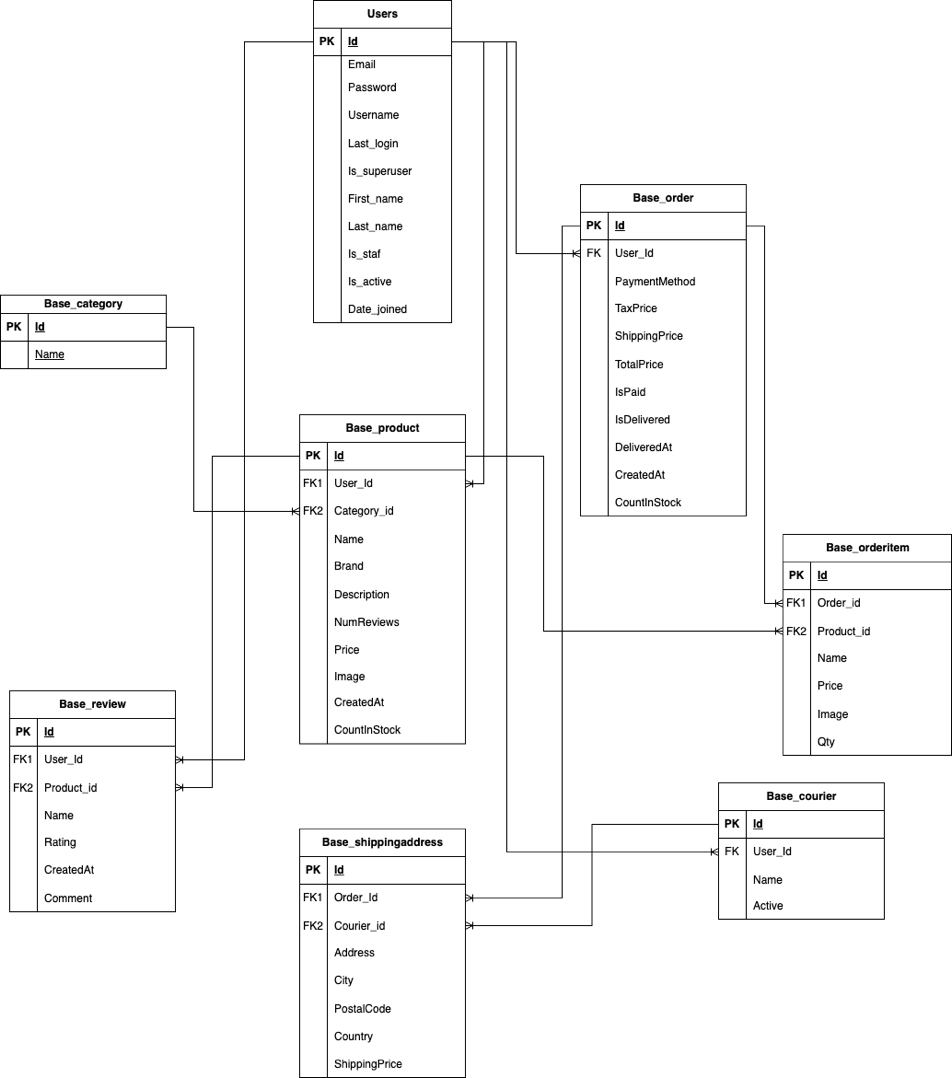 Users
PK Id
Email
Password
Username
Last_login
Is_superuser
First_name
Last_name
Is_staf
Is_active
Date_joined
Base_order
PK Id
FK User_Id
PaymentMethod
TaxPrice
ShippingPrice
TotalPrice
IsPaid
IsDelivered
DeliveredAt
CreatedAt
CountInStock
Base_category
PK Id
Name
Base_product
PK Id
FK1 User_Id
FK2 Category_id
Name
Brand
Description
NumReviews
Price
Image
CreatedAt
CountInStock
Base_orderitem
PK Id
FK1 Order_id
FK2 Product_id
Name
Price
Image
Qty
Base_review
PK Id
FK1 User_Id
FK2 Product_id
Name
Rating
CreatedAt
Comment
Base_courier
PK Id
FK User_Id
Name
Active
Base_shippingaddress
PK Id
FK1 Order_Id
FK2 Courier_id
Address
City
PostalCode
Country
ShippingPrice